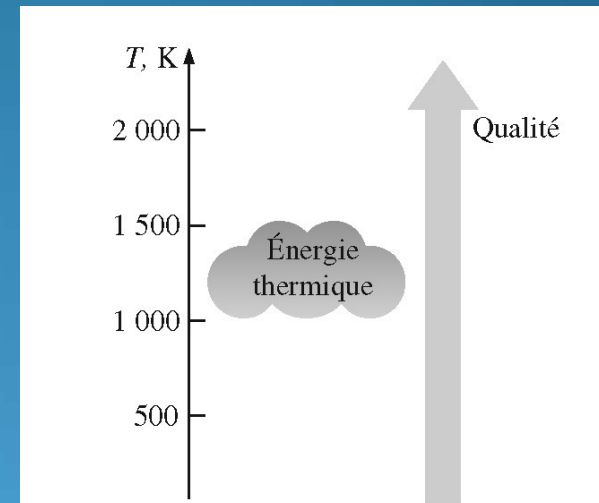 T, K
2 000
Qualité
1 500
Énergie
thermique
1 000
500